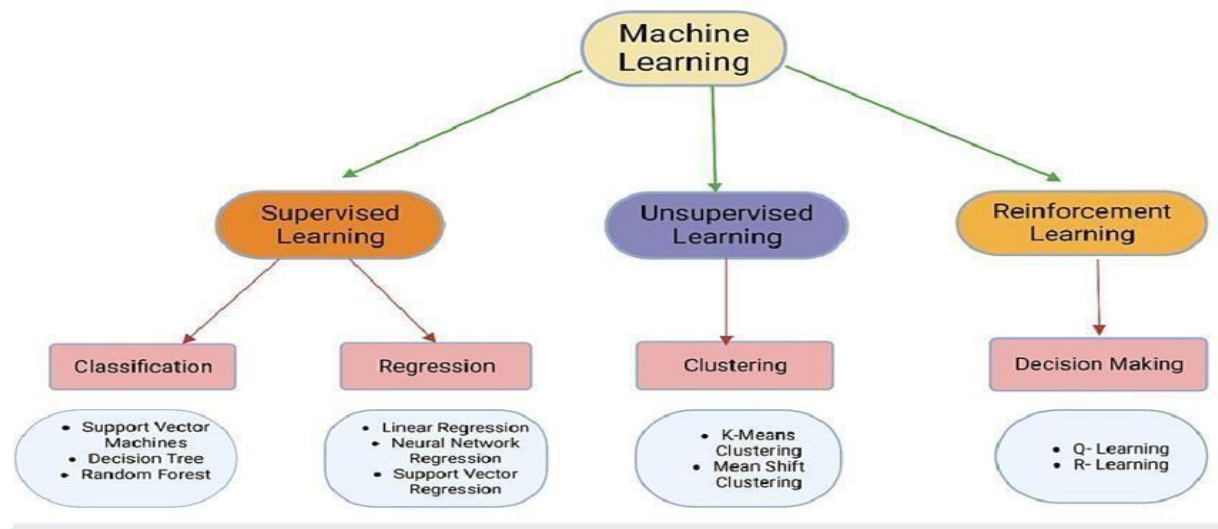 Machine
Learning
Supervised
Learning
Unsupervised
Learning
Reinforcement
Learning
Classification
Regression
Clustering
Decision Making
• Support Vector
Machines
• Decision Tree
• Random Forest
• Linear Regression
• Neural Network
Regression
• Support Vector
Regression
• K-Means
Clustering
• Mean Shift
Clustering
• Q- Learning
• R- Learning